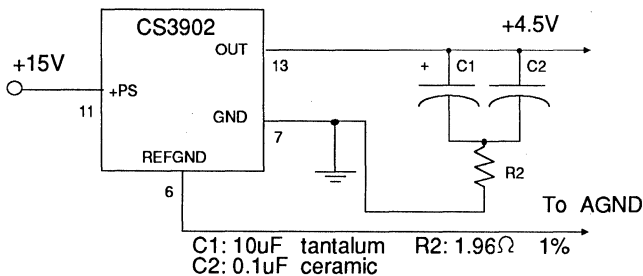 CS3902
+4.5V
OUT
+15V
13
+
C1
C2
+PS
11
GND
7
REFGND
6
R2
To AGND
C1: 10uF tantalum R2: 1.96Ω 1%
C2: 0.1uF ceramic